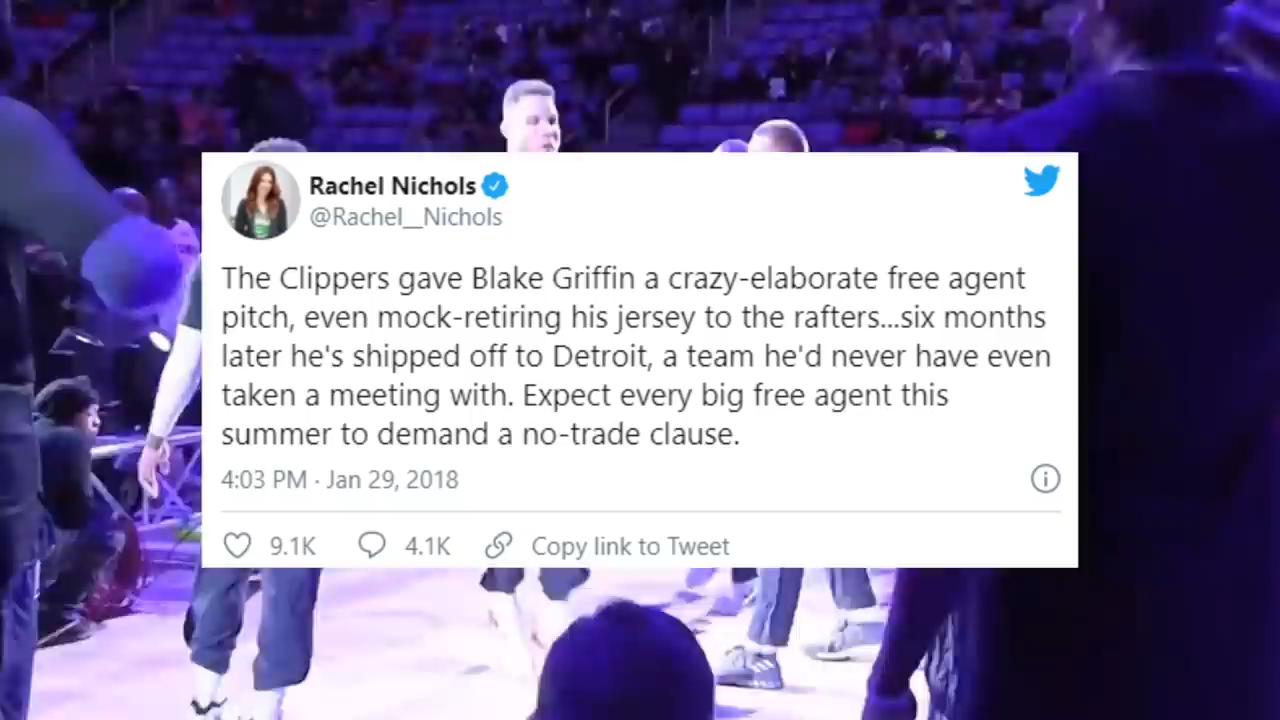 Rachel Nichols
@Rachel__Nichols
The Clippers gave Blake Griffin a crazy-elaborate free agent
pitch, even mock-retiring his jersey to the rafters...six months
later he's shipped off to Detroit, a team he'd never have even
taken a meeting with. Expect every big free agent this
summer to demand a no-trade clause.
4:03 PM · Jan 29, 2018
9.1K 4.1K Copy link to Tweet